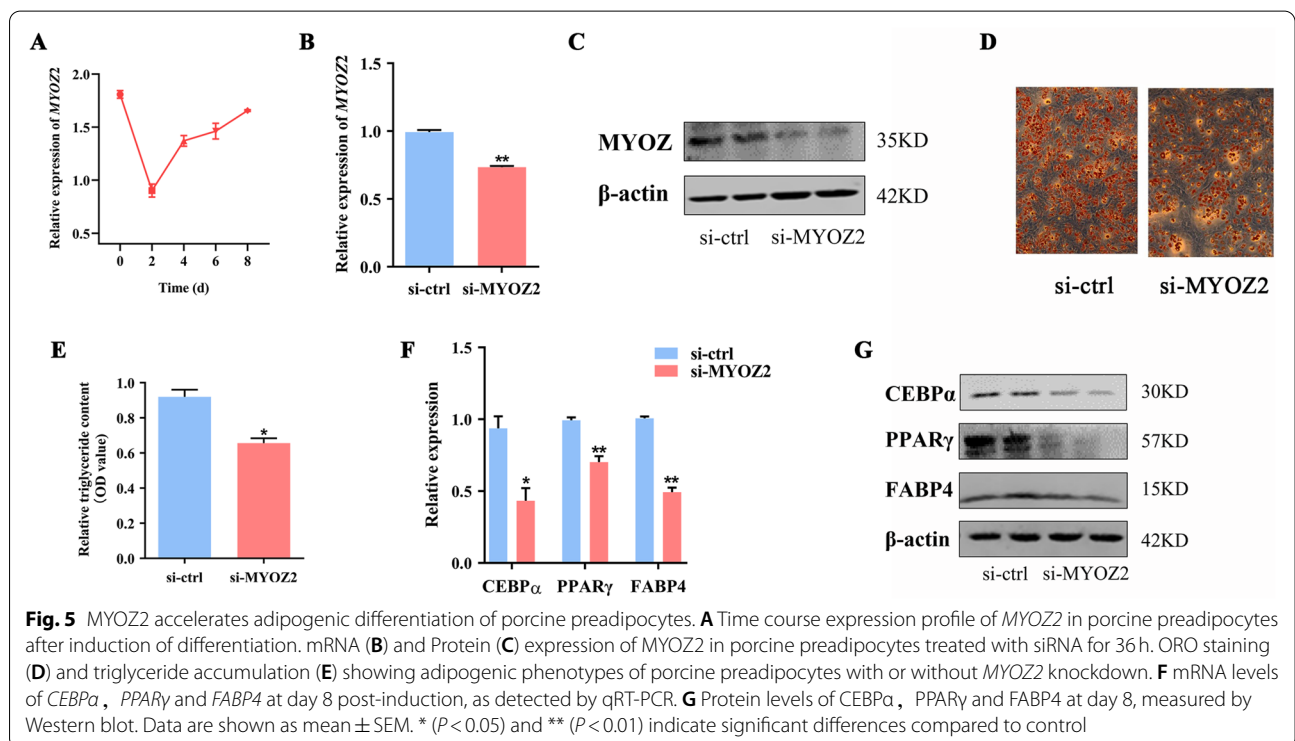 A
Relative expression of MYOZ2
2.0
1.5
1.0
0.5
0 2 4 6 8
Time (d)
B
Relative expression of MYOZ2
1.5
1.0
0.5
0.0
**
si-ctrl si-MYOZ2
C
MYOZ 35KD
β-actin 42KD
si-ctrl si-MYOZ2
D
si-ctrl si-MYOZ2
E
Relative triglyceride content
(OD value)
1.0
0.8
0.6
0.4
0.2
0.0
*
si-ctrl si-MYOZ2
F
Relative expression
1.5
1.0
0.5
0.0
si-ctrl
si-MYOZ2
* ** **
CEBPα PPARγ FABP4
G
CEBPα 30KD
PPARγ 57KD
FABP4 15KD
β-actin 42KD
si-ctrl si-MYOZ2
Fig. 5 MYOZ2 accelerates adipogenic differentiation of porcine preadipocytes. A Time course expression profile of MYOZ2 in porcine preadipocytes
after induction of differentiation. mRNA (B) and Protein (C) expression of MYOZ2 in porcine preadipocytes treated with siRNA for 36 h. ORO staining
(D) and triglyceride accumulation (E) showing adipogenic phenotypes of porcine preadipocytes with or without MYOZ2 knockdown. F mRNA levels
of CEBPα，PPARγ and FABP4 at day 8 post-induction, as detected by qRT-PCR. G Protein levels of CEBPα，PPARγ and FABP4 at day 8, measured by
Western blot. Data are shown as mean ± SEM. * (P < 0.05) and ** (P < 0.01) indicate significant differences compared to control